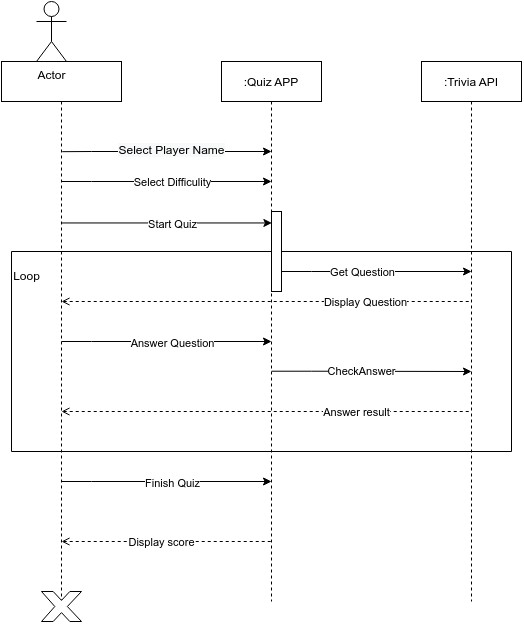 Actor
:Quiz APP
:Trivia API
Select Player Name
Select Difficulity
Start Quiz
Loop
Get Question
Display Question
Answer Question
CheckAnswer
Answer result
Finish Quiz
Display score